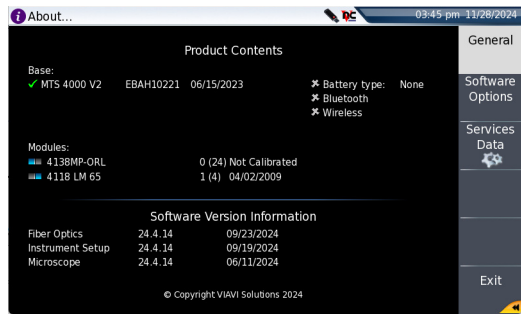 About...
03:45 pm 11/28/2024
Product Contents
Base:
MTS 4000 V2 EBAH10221 06/15/2023 Battery type: None
Bluetooth
Wireless
Modules:
4138MP-ORL 0 (24) Not Calibrated
4118 LM 65 1 (4) 04/02/2009
Software Version Information
Fiber Optics 24.4.14 09/23/2024
Instrument Setup 24.4.14 09/19/2024
Microscope 24.4.14 06/11/2024
© Copyright VIAVI Solutions 2024
General
Software
Options
Services
Data
Exit